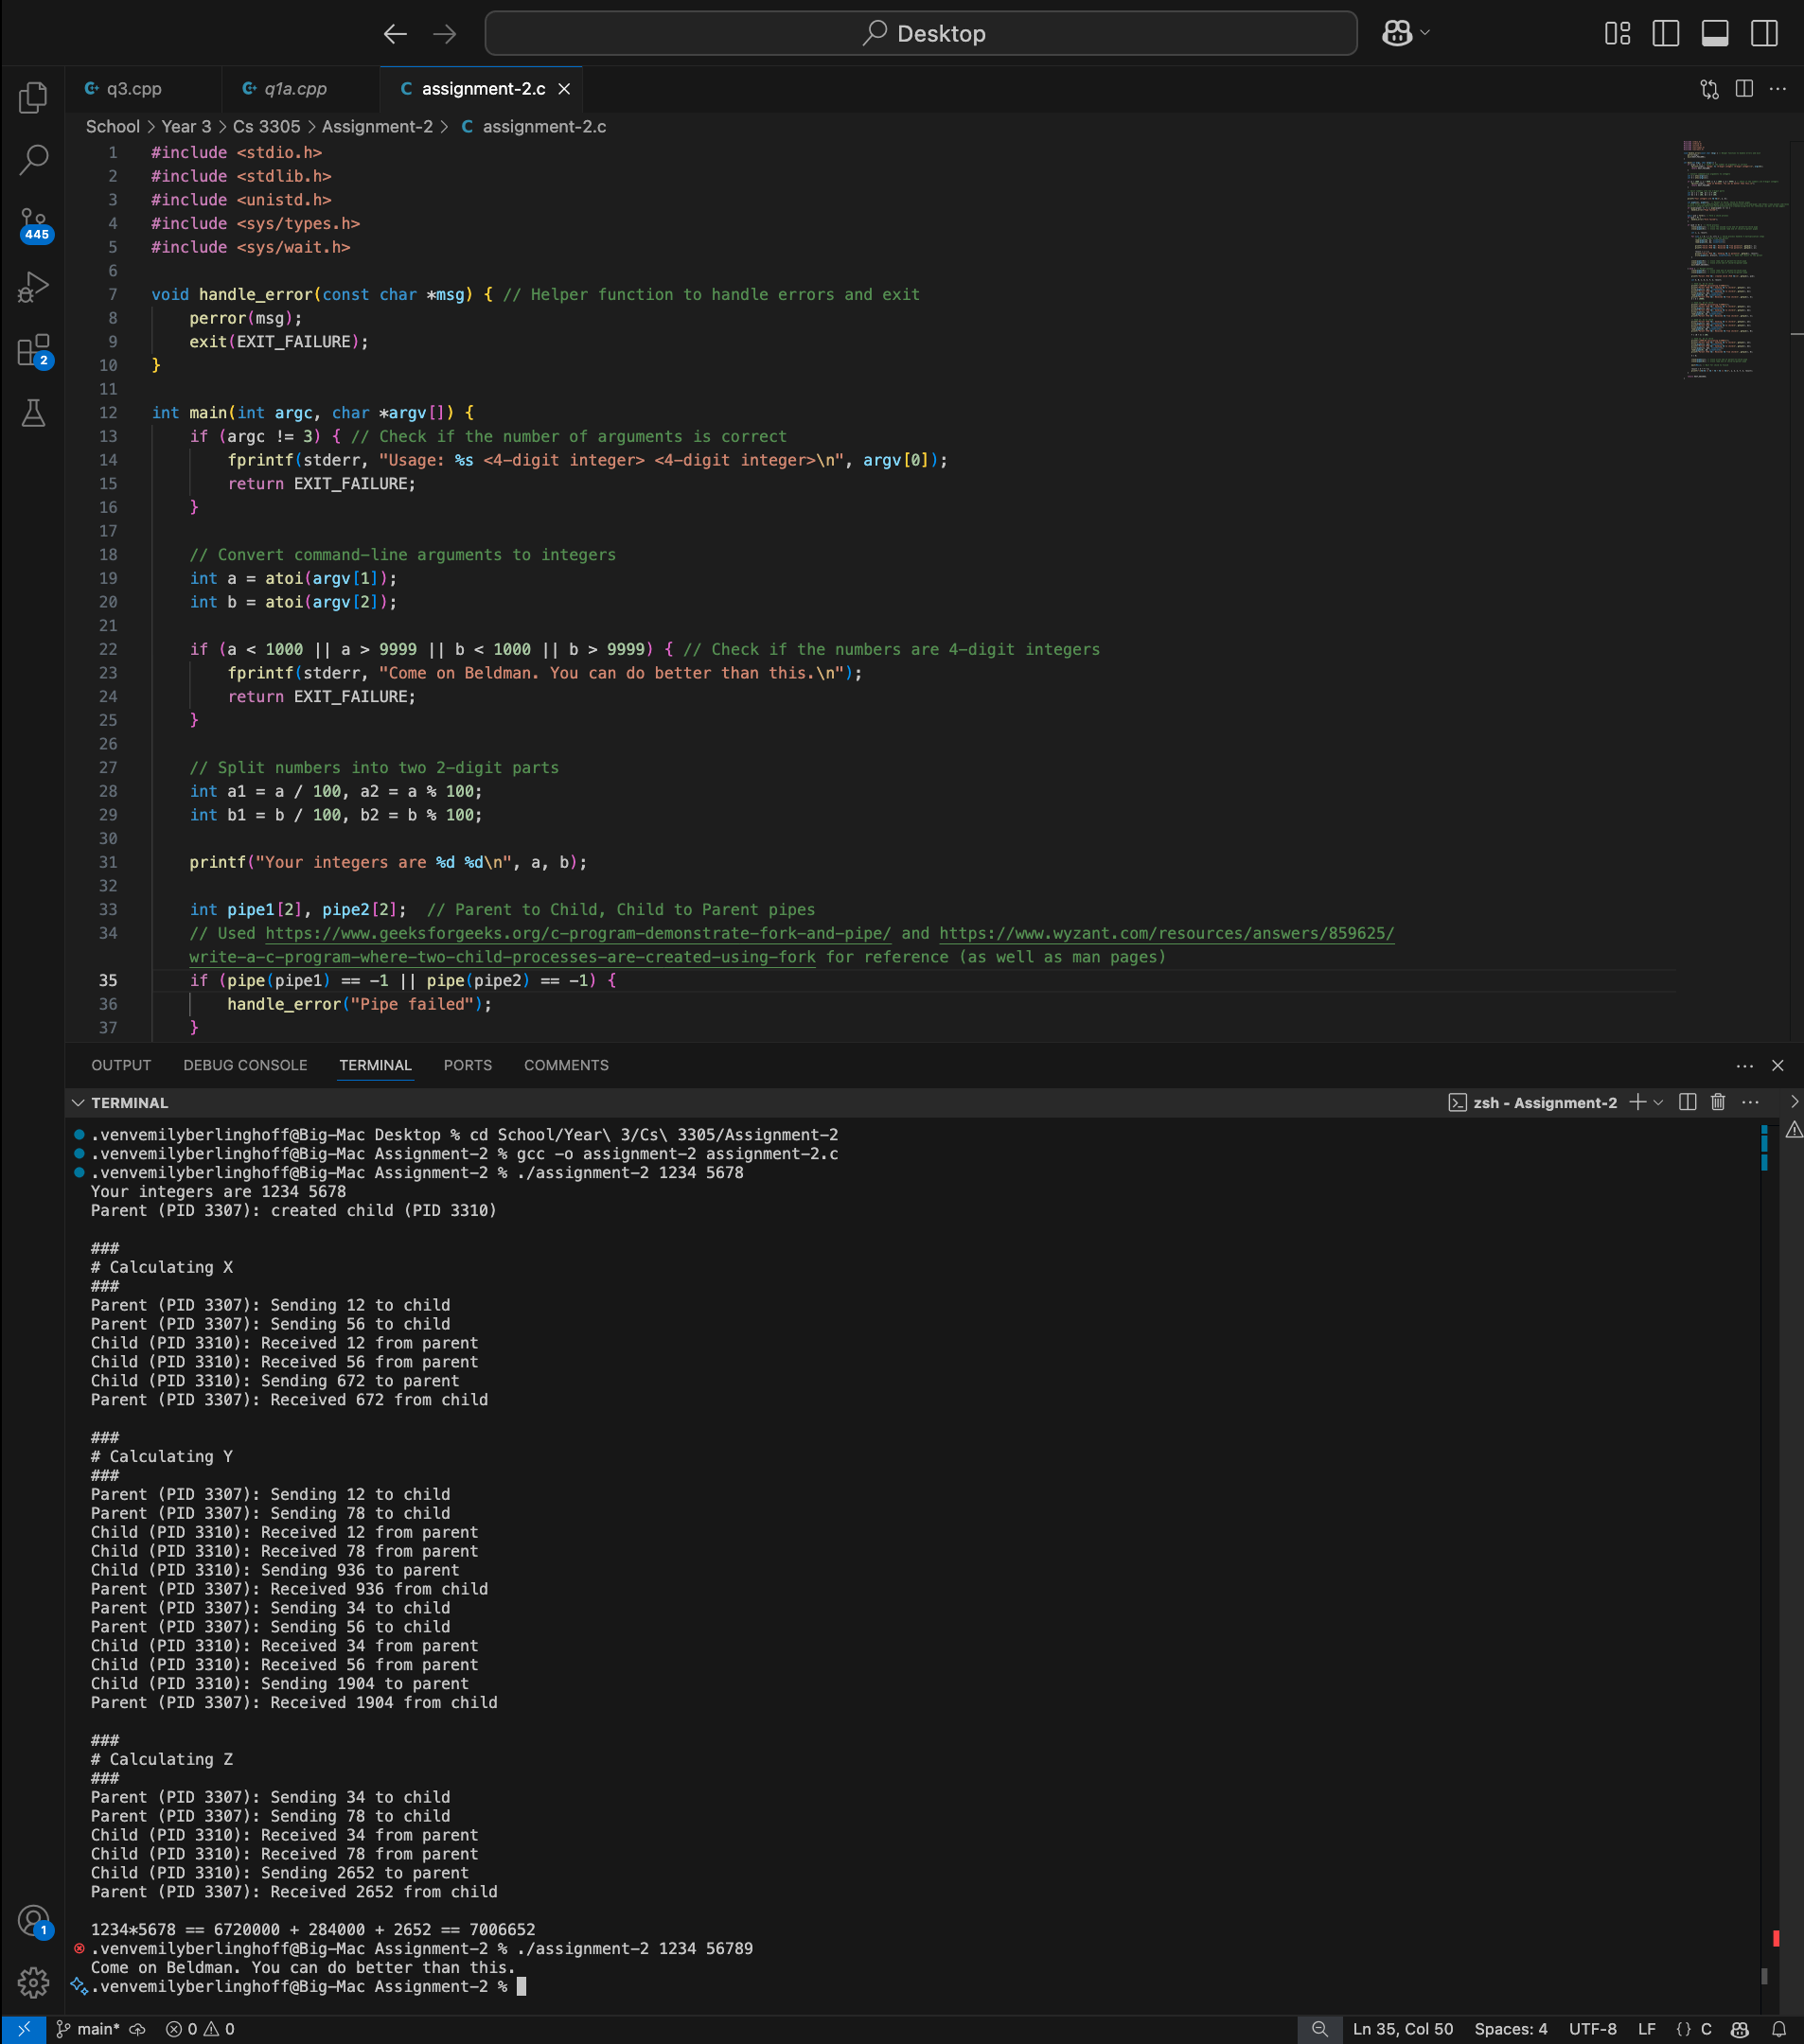 Desktop
q3.cpp
q1a.cpp
C assignment-2.c
School > Year 3 > Cs 3305 > Assignment-2 > C assignment-2.c
1 #include <stdio.h>
2 #include <stdlib.h>
3 #include <unistd.h>
4 #include <sys/types.h>
5 #include <sys/wait.h>
6
7 void handle_error(const char *msg) { // Helper function to handle errors and exit
8 perror(msg);
9 exit(EXIT_FAILURE);
10 }
11
12 int main(int argc, char *argv[]) {
13 if (argc != 3) { // Check if the number of arguments is correct
14 fprintf(stderr, "Usage: %s <4-digit integer> <4-digit integer>\n", argv[0]);
15 return EXIT_FAILURE;
16 }
17
18 // Convert command-line arguments to integers
19 int a = atoi(argv[1]);
20 int b = atoi(argv[2]);
21
22 if (a < 1000 || a > 9999 || b < 1000 || b > 9999) { // Check if the numbers are 4-digit integers
23 fprintf(stderr, "Come on Beldman. You can do better than this.\n");
24 return EXIT_FAILURE;
25 }
26
27 // Split numbers into two 2-digit parts
28 int a1 = a / 100, a2 = a % 100;
29 int b1 = b / 100, b2 = b % 100;
30
31 printf("Your integers are %d %d\n", a, b);
32
33 int pipe1[2], pipe2[2];  // Parent to Child, Child to Parent pipes
34 // Used https://www.geeksforgeeks.org/c-program-demonstrate-fork-and-pipe/ and https://www.wyzant.com/resources/answers/859625/
write-a-c-program-where-two-child-processes-are-created-using-fork for reference (as well as man pages)
35 if (pipe(pipe1) == -1 || pipe(pipe2) == -1) {
36 handle_error("Pipe failed");
37 }
445
2
1
OUTPUT DEBUG CONSOLE TERMINAL PORTS COMMENTS
TERMINAL
zsh - Assignment-2
.venvemilyberlinghoff@Big-Mac Desktop % cd School/Year\ 3/Cs\ 3305/Assignment-2
.venvemilyberlinghoff@Big-Mac Assignment-2 % gcc -o assignment-2 assignment-2.c
.venvemilyberlinghoff@Big-Mac Assignment-2 % ./assignment-2 1234 5678
Your integers are 1234 5678
Parent (PID 3307): created child (PID 3310)
###
# Calculating X
###
Parent (PID 3307): Sending 12 to child
Parent (PID 3307): Sending 56 to child
Child (PID 3310): Received 12 from parent
Child (PID 3310): Received 56 from parent
Child (PID 3310): Sending 672 to parent
Parent (PID 3307): Received 672 from child
###
# Calculating Y
###
Parent (PID 3307): Sending 12 to child
Parent (PID 3307): Sending 78 to child
Child (PID 3310): Received 12 from parent
Child (PID 3310): Received 78 from parent
Child (PID 3310): Sending 936 to parent
Parent (PID 3307): Received 936 from child
Parent (PID 3307): Sending 34 to child
Parent (PID 3307): Sending 56 to child
Child (PID 3310): Received 34 from parent
Child (PID 3310): Received 56 from parent
Child (PID 3310): Sending 1904 to parent
Parent (PID 3307): Received 1904 from child
###
# Calculating Z
###
Parent (PID 3307): Sending 34 to child
Parent (PID 3307): Sending 78 to child
Child (PID 3310): Received 34 from parent
Child (PID 3310): Received 78 from parent
Child (PID 3310): Sending 2652 to parent
Parent (PID 3307): Received 2652 from child
1234*5678 == 6720000 + 284000 + 2652 == 7006652
.venvemilyberlinghoff@Big-Mac Assignment-2 % ./assignment-2 1234 56789
Come on Beldman. You can do better than this.
.venvemilyberlinghoff@Big-Mac Assignment-2 %
main* 0 0 Ln 35, Col 50 Spaces: 4 UTF-8 LF {} C